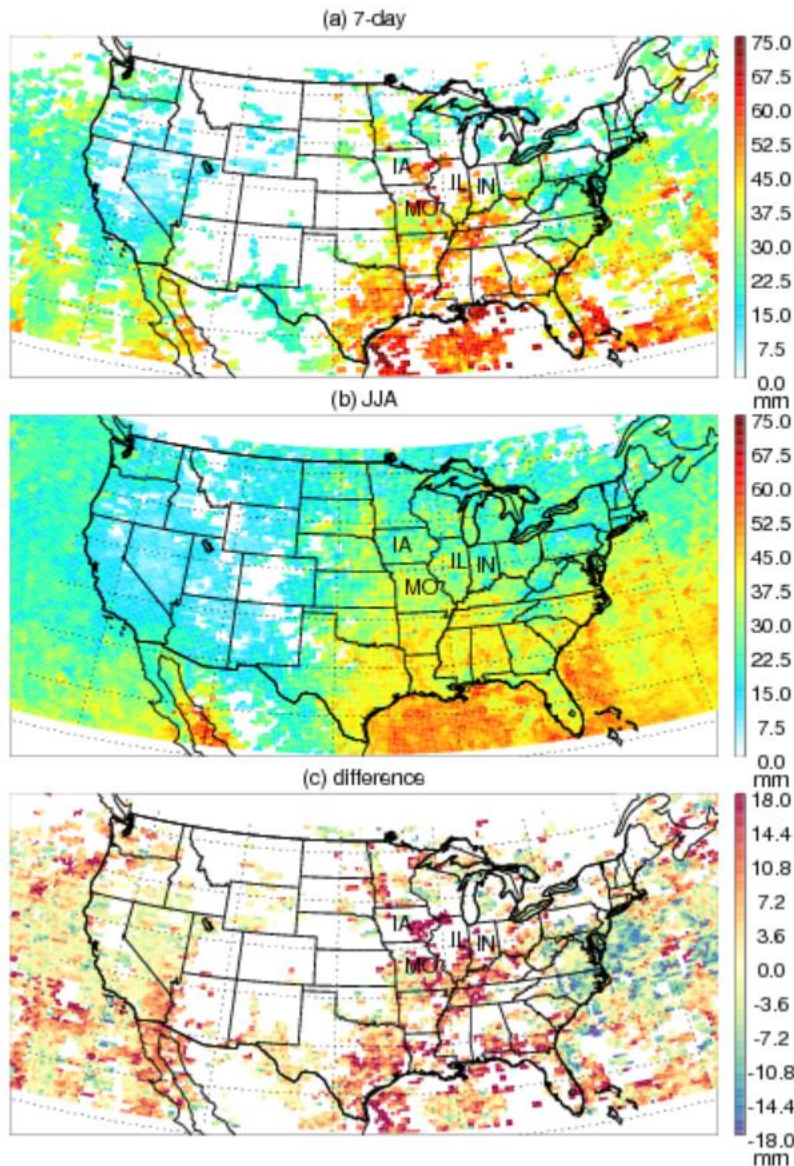 (a) 7-day
75.0
67.5
60.0
52.5
45.0
37.5
30.0
22.5
15.0
7.5
0.0
mm
IA
IL
IN
MO
(b) JJA
75.0
67.5
60.0
52.5
45.0
37.5
30.0
22.5
15.0
7.5
0.0
mm
IA
IL
IN
MO
(c) difference
18.0
14.4
10.8
7.2
3.6
0.0
-3.6
-7.2
-10.8
-14.4
-18.0
mm
IA
IL
IN
MO